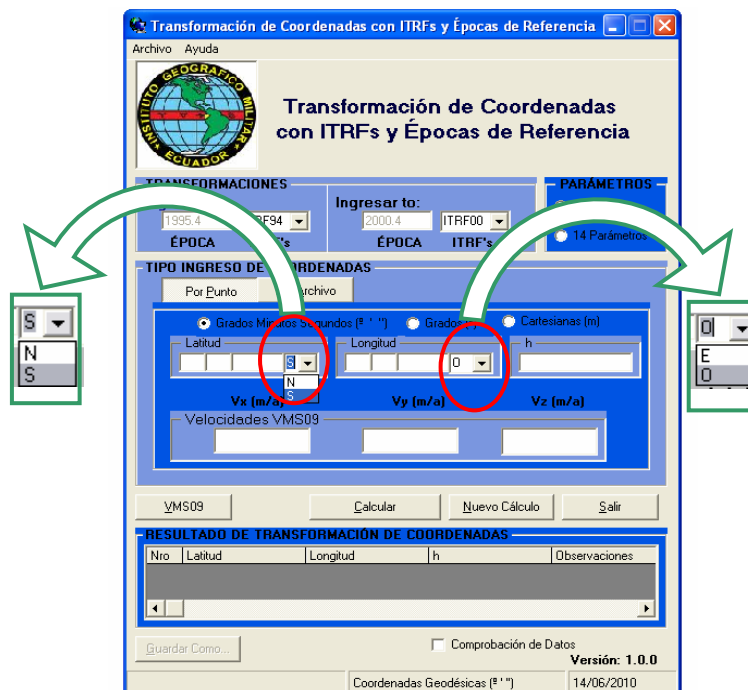 Transformación de Coordenadas con ITRFs y Épocas de Referencia
Archivo Ayuda
INSTITUTO GEOGRAFICO MILITAR
ECUADOR
Transformación de Coordenadas
con ITRFs y Épocas de Referencia
TRANSFORMACIONES
PARÁMETROS
Ingresar to:
1995.4
2000.4 ITRF00
14 Parámetros
ÉPOCA
ÉPOCA ITRF's
TIPO INGRESO DE COORDENADAS
Por Punto
Grados Minutos Segundos (º ' ")
Cartesianas (m)
Latitud
Longitud
h
S
O
N
S
S
N
S
O
E
O
Vx (m/a)
Vy (m/a)
Vz (m/a)
Velocidades VMS09
VMS09
Calcular
Nuevo Cálculo
Salir
RESULTADO DE TRANSFORMACIÓN DE COORDENADAS
Nro Latitud Longitud h Observaciones
Guardar Como...
Comprobación de Datos
Versión: 1.0.0
Coordenadas Geodésicas (º ' ")
14/06/2010